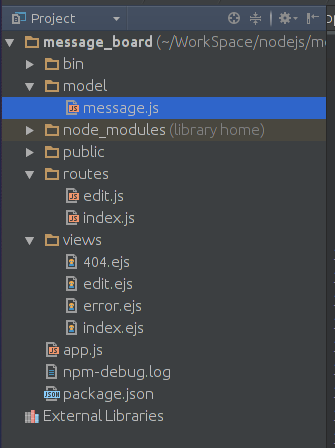 Project
message_board (~/WorkSpace/nodejs/me
bin
model
message.js
node_modules (library home)
public
routes
edit.js
index.js
views
404.ejs
edit.ejs
error.ejs
index.ejs
app.js
npm-debug.log
package.json
External Libraries